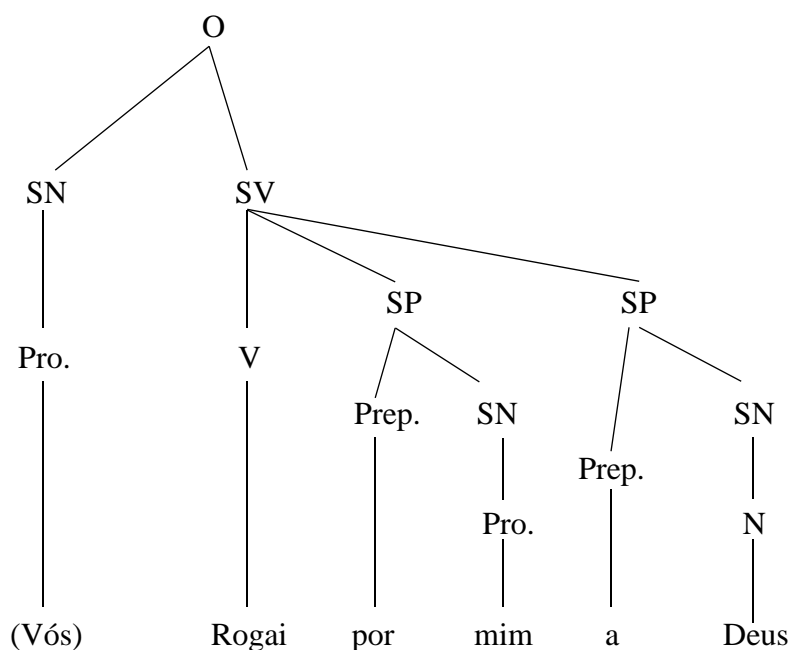 O
SN SV
SP SP
Pro. V
Prep. SN SN
Prep.
Pro. N
(Vós) Rogai por mim a Deus